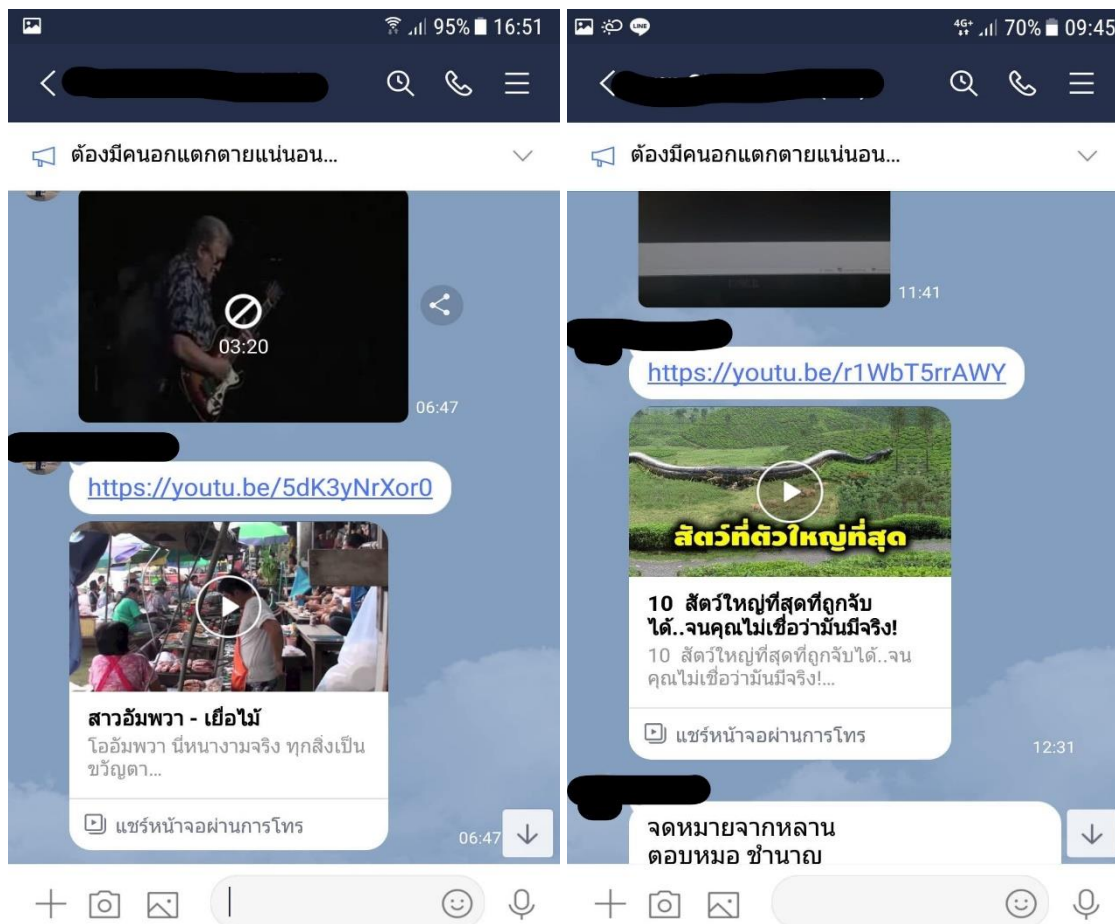 95% 16:51
ต้องมีคนอกแตกตายแน่นอน...
03:20
06:47
https://youtu.be/5dK3yNrXor0
สาวอัมพวา - เยื่อไม้
โออัมพวา นี่หนางามจริง ทุกสิ่งเป็น
ขวัญตา...
แชร์หน้าจอผ่านการโทร
06:47
LINE
4G+ 70% 09:45
ต้องมีคนอกแตกตายแน่นอน...
11:41
https://youtu.be/r1WbT5rrAWY
สัตว์ที่ตัวใหญ่ที่สุด
10 สัตว์ใหญ่ที่สุดที่ถูกจับ
ได้..จนคุณไม่เชื่อว่ามันมีจริง!
10 สัตว์ใหญ่ที่สุดที่ถูกจับได้..จน
คุณไม่เชื่อว่ามันมีจริง!...
แชร์หน้าจอผ่านการโทร
12:31
จดหมายจากหลาน
ตอบหมอ ชำนาญ